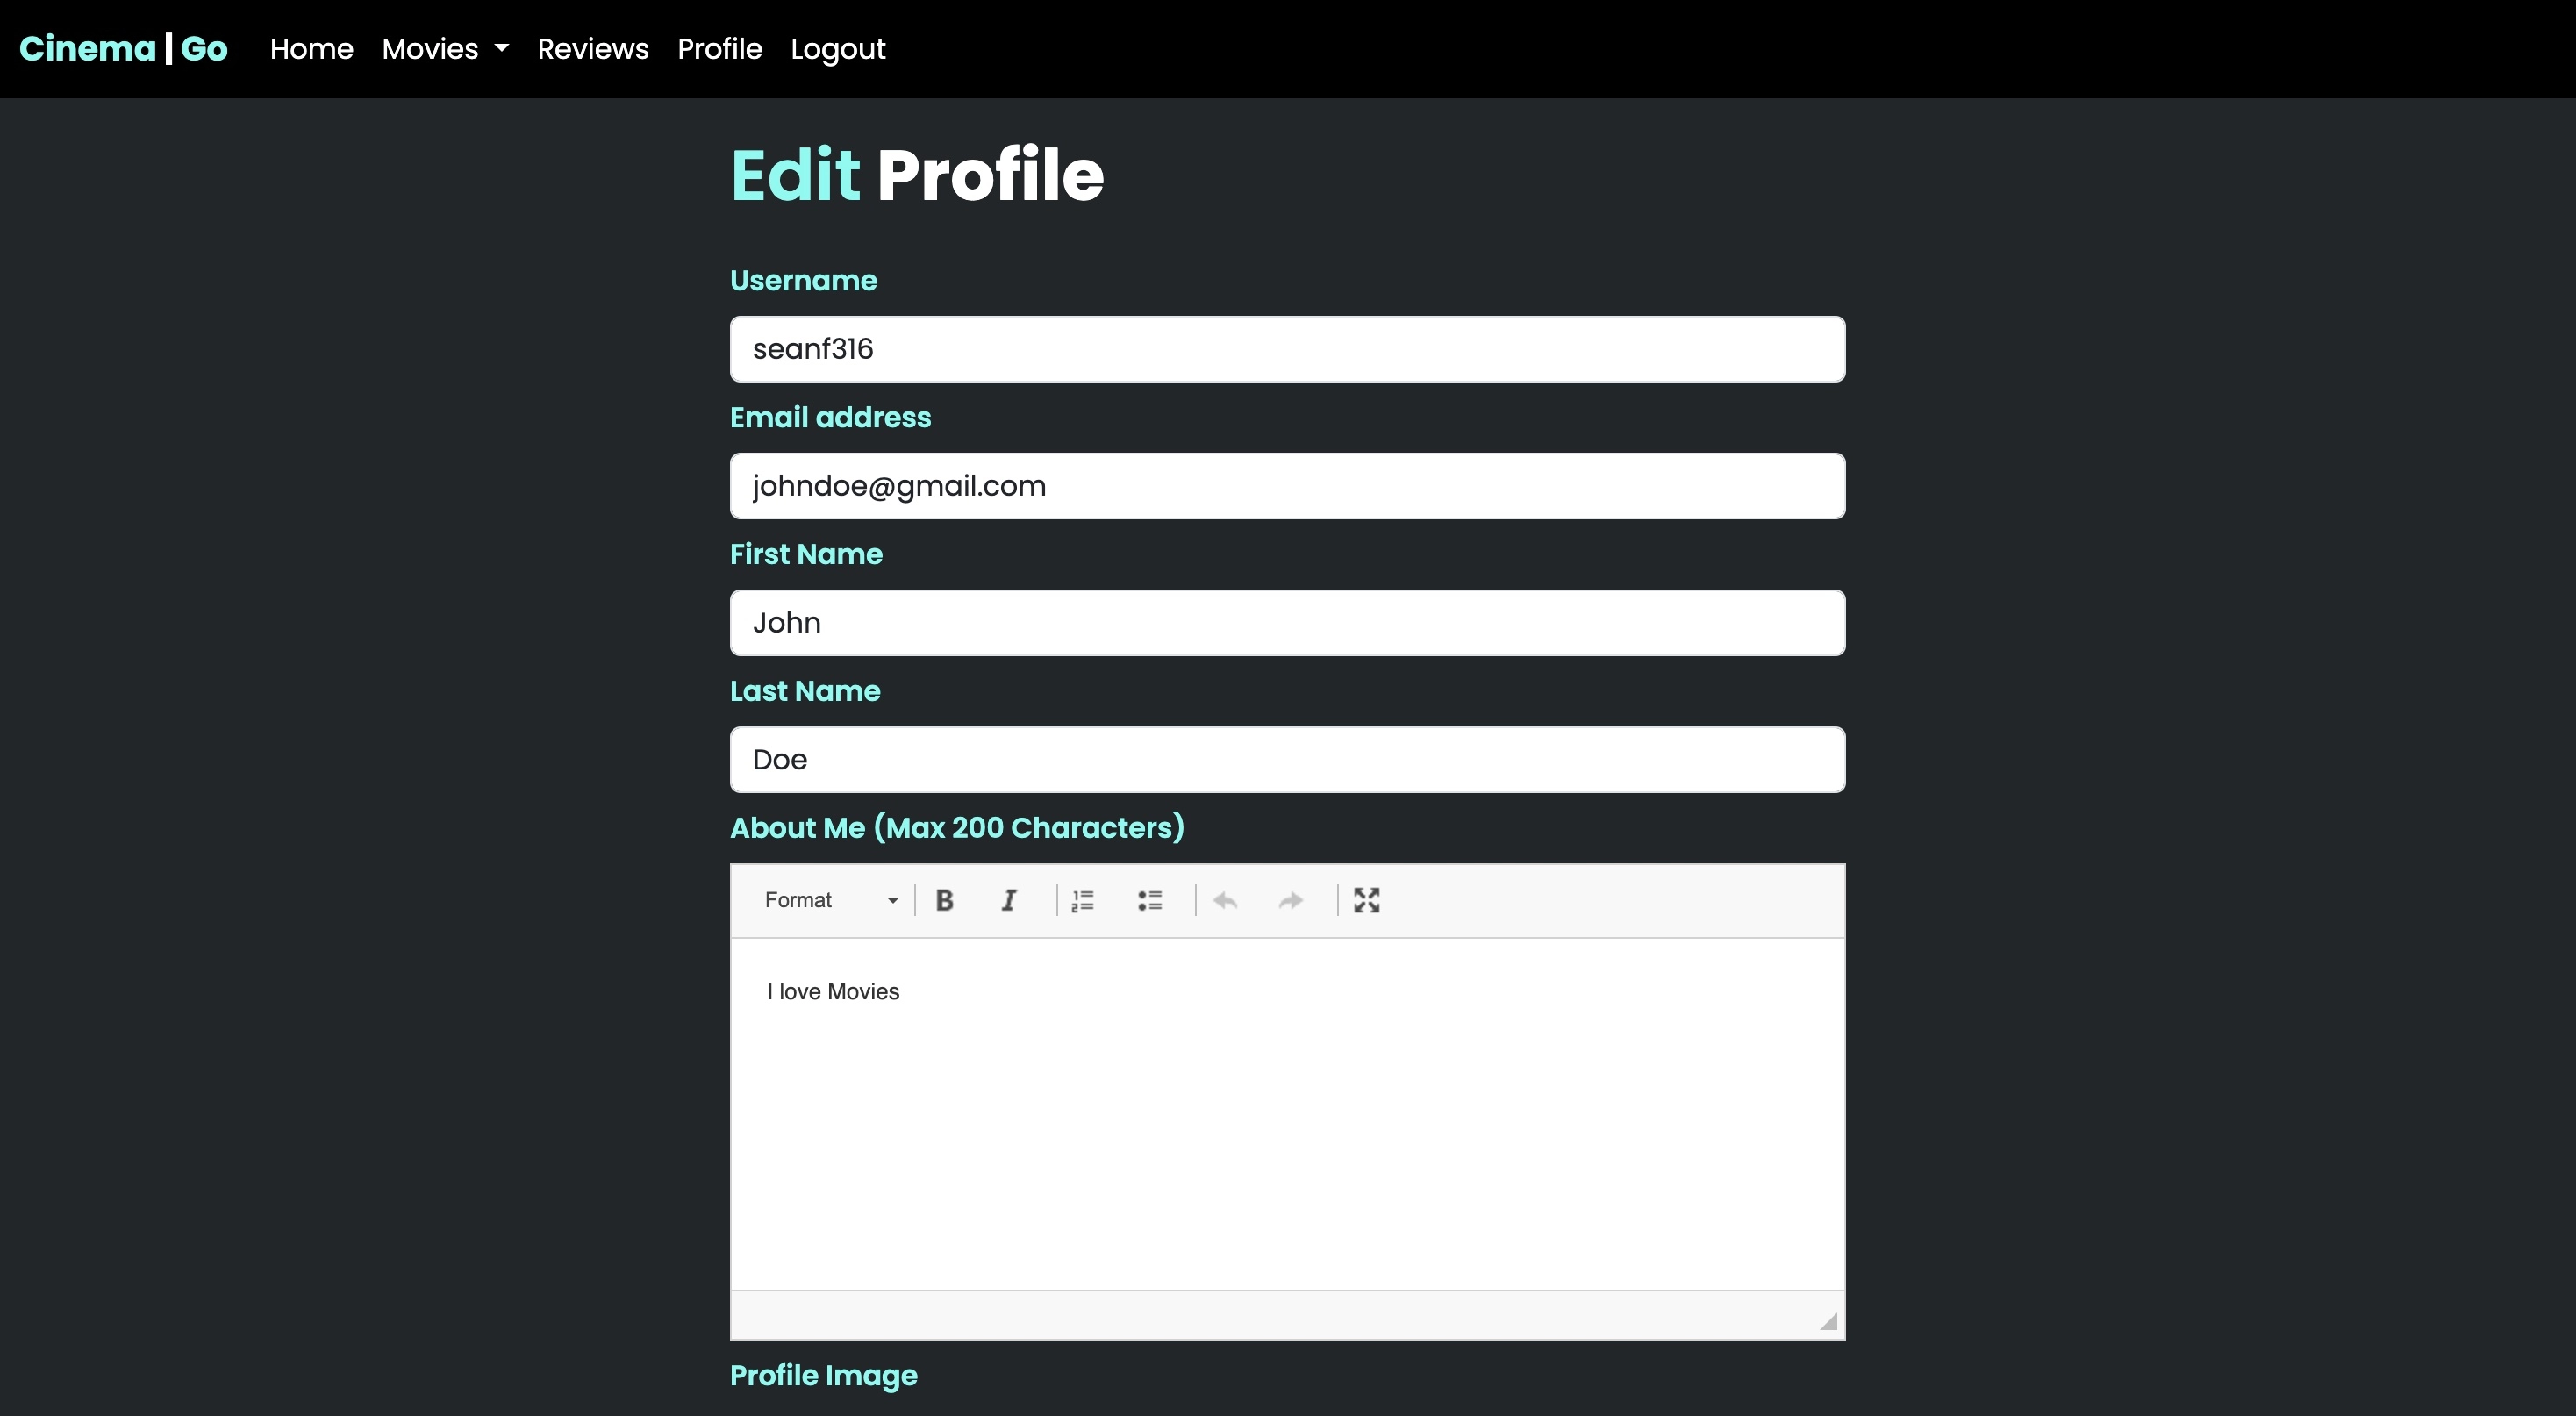 Cinema | Go Home Movies Reviews Profile Logout
Edit Profile
Username
seanf316
Email address
johndoe@gmail.com
First Name
John
Last Name
Doe
About Me (Max 200 Characters)
Format B I
I love Movies
Profile Image